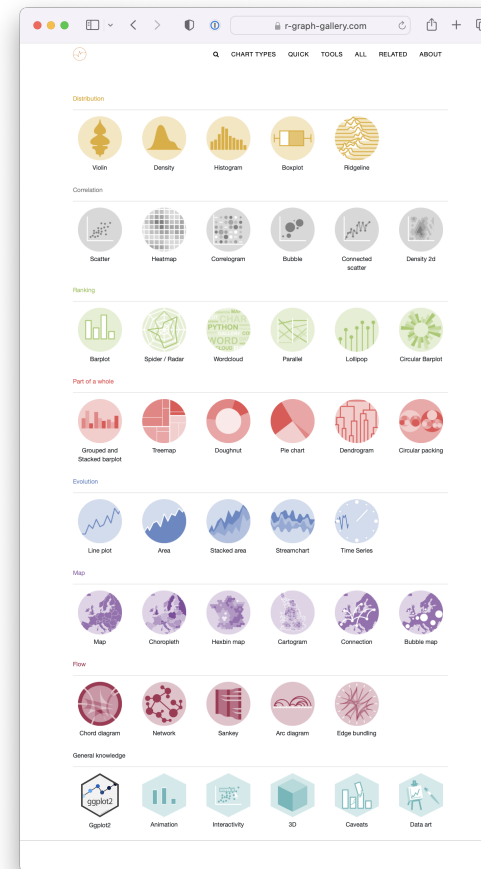 r-graph-gallery.com
CHART TYPES QUICK TOOLS ALL RELATED ABOUT
Distribution
Violin Density Histogram Boxplot Ridgeline
Correlation
Scatter Heatmap Correlogram Bubble Connected scatter Density 2d
Ranking
CHAR
PYTHON
WORD
CLOUD
Barplot Spider / Radar Wordcloud Parallel Lollipop Circular Barplot
Part of a whole
Grouped and Stacked barplot Treemap Doughnut Pie chart Dendrogram Circular packing
Evolution
Line plot Area Stacked area Streamchart Time Series
Map
Map Choropleth Hexbin map Cartogram Connection Bubble map
Flow
Chord diagram Network Sankey Arc diagram Edge bundling
General knowledge
ggplot2
Ggplot2 Animation Interactivity 3D Caveats Data art